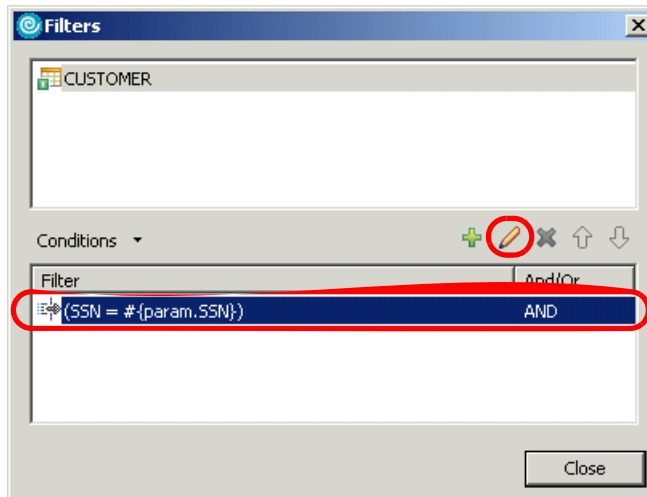 Filters
CUSTOMER
Conditions
Filter And/Or
(SSN = #{param.SSN}) AND
Close